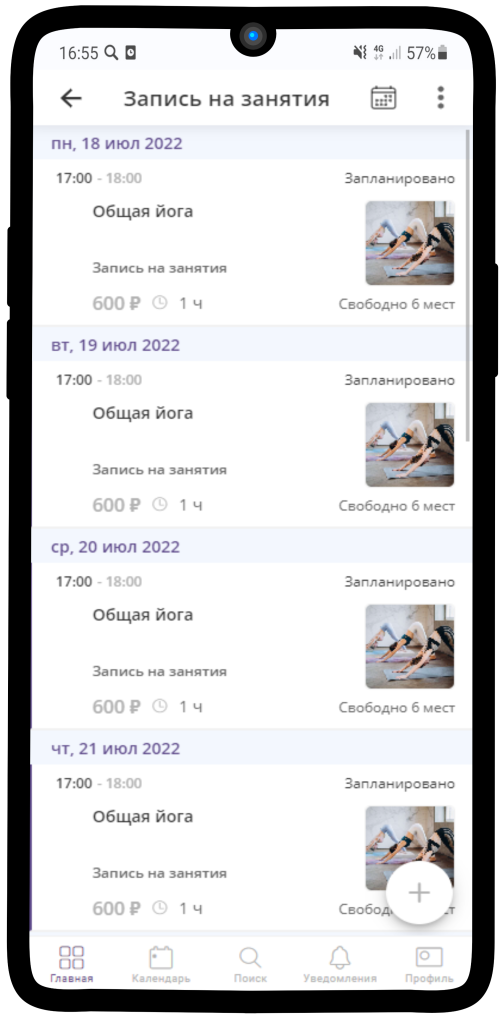 16:55 4G 57%
Запись на занятия
пн, 18 июл 2022
17:00 - 18:00 Запланировано
Общая йога
Запись на занятия
600 ₽ 1 ч Свободно 6 мест
вт, 19 июл 2022
17:00 - 18:00 Запланировано
Общая йога
Запись на занятия
600 ₽ 1 ч Свободно 6 мест
ср, 20 июл 2022
17:00 - 18:00 Запланировано
Общая йога
Запись на занятия
600 ₽ 1 ч Свободно 6 мест
чт, 21 июл 2022
17:00 - 18:00 Запланировано
Общая йога
Запись на занятия
600 ₽ 1 ч
Главная Календарь Поиск Уведомления Профиль